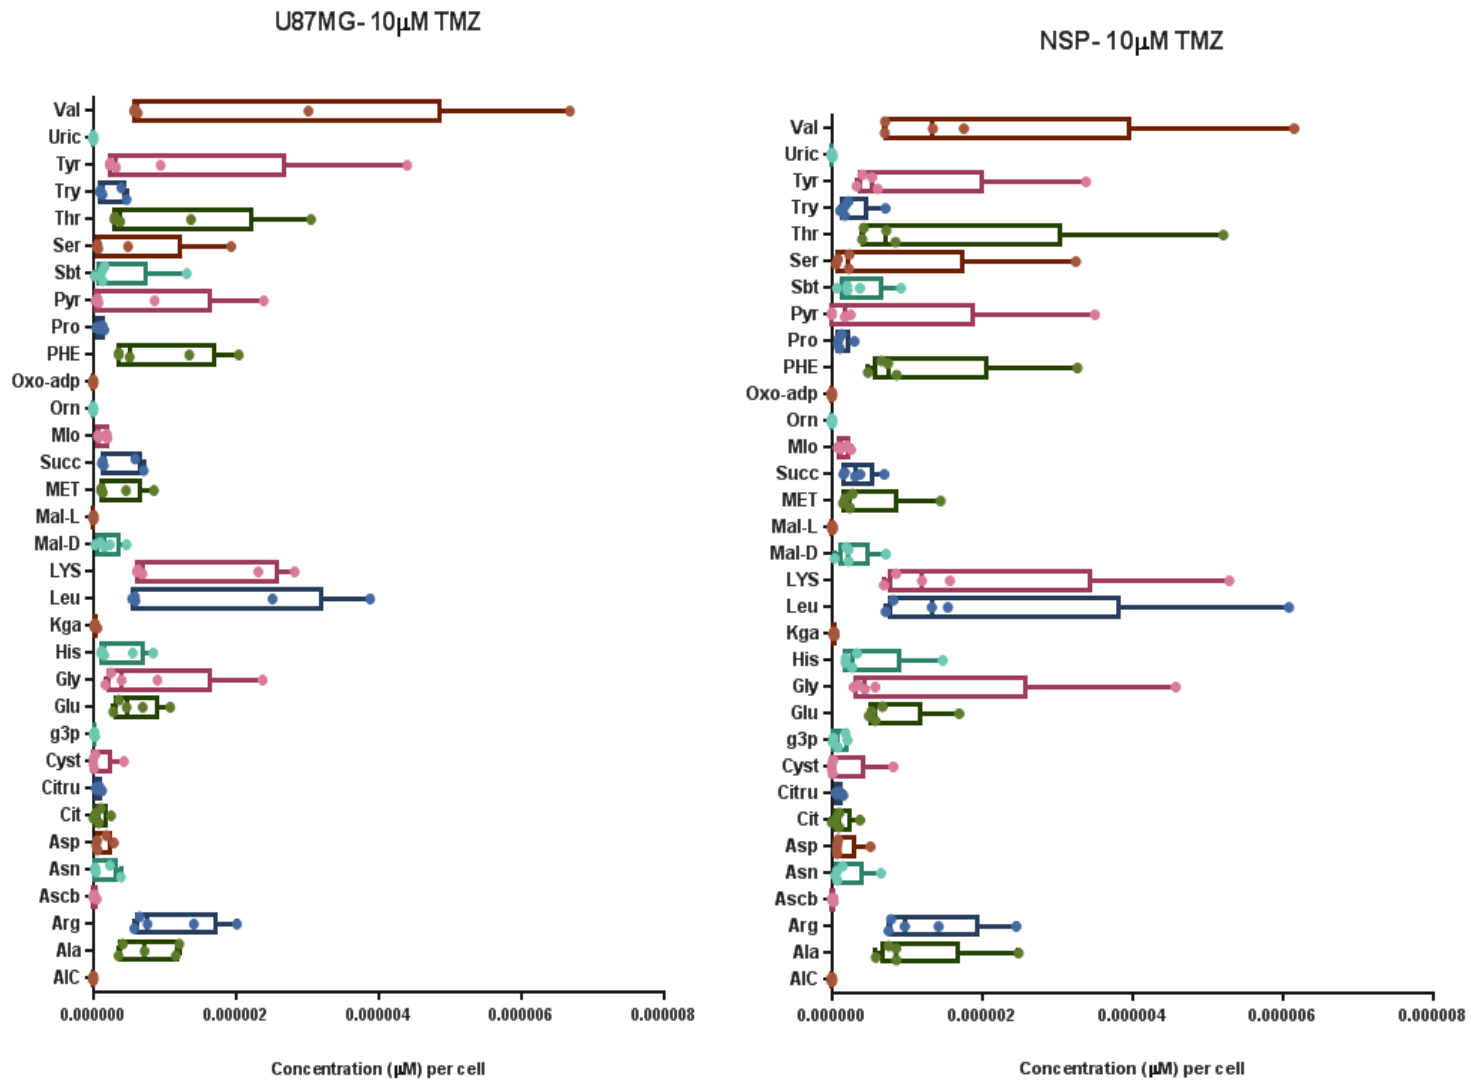 U87MG- 10μM TMZ
Val
Uric
Tyr
Try
Thr
Ser
Sbt
Pyr
Pro
PHE
Oxo-adp
Orn
Mlo
Succ
MET
Mal-L
Mal-D
LYS
Leu
Kga
His
Gly
Glu
g3p
Cyst
Citru
Cit
Asp
Asn
Ascb
Arg
Ala
AIC
0.000000 0.000002 0.000004 0.000006 0.000008
Concentration (μM) per cell
NSP- 10μM TMZ
Val
Uric
Tyr
Try
Thr
Ser
Sbt
Pyr
Pro
PHE
Oxo-adp
Orn
Mlo
Succ
MET
Mal-L
Mal-D
LYS
Leu
Kga
His
Gly
Glu
g3p
Cyst
Citru
Cit
Asp
Asn
Ascb
Arg
Ala
AIC
0.000000 0.000002 0.000004 0.000006 0.000008
Concentration (μM) per cell